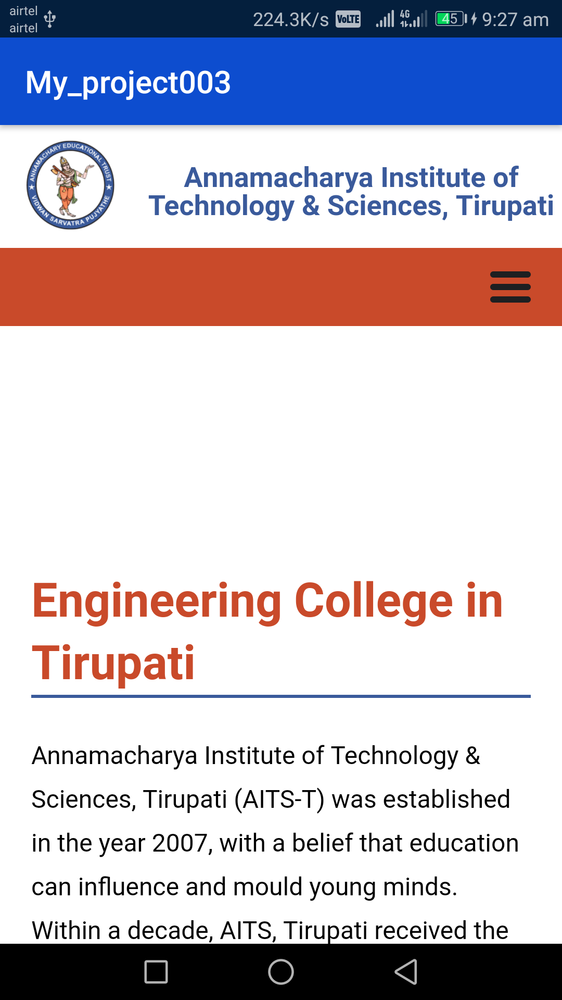 airtel
airtel
224.3K/s VoLTE 4G 45 9:27 am
My_project003
ANNAMACHARY EDUCATIONAL TRUST
VIDWAN SARVATRA PUJYATHE
Annamacharya Institute of
Technology & Sciences, Tirupati
Engineering College in
Tirupati
Annamacharya Institute of Technology &
Sciences, Tirupati (AITS-T) was established
in the year 2007, with a belief that education
can influence and mould young minds.
Within a decade, AITS, Tirupati received the